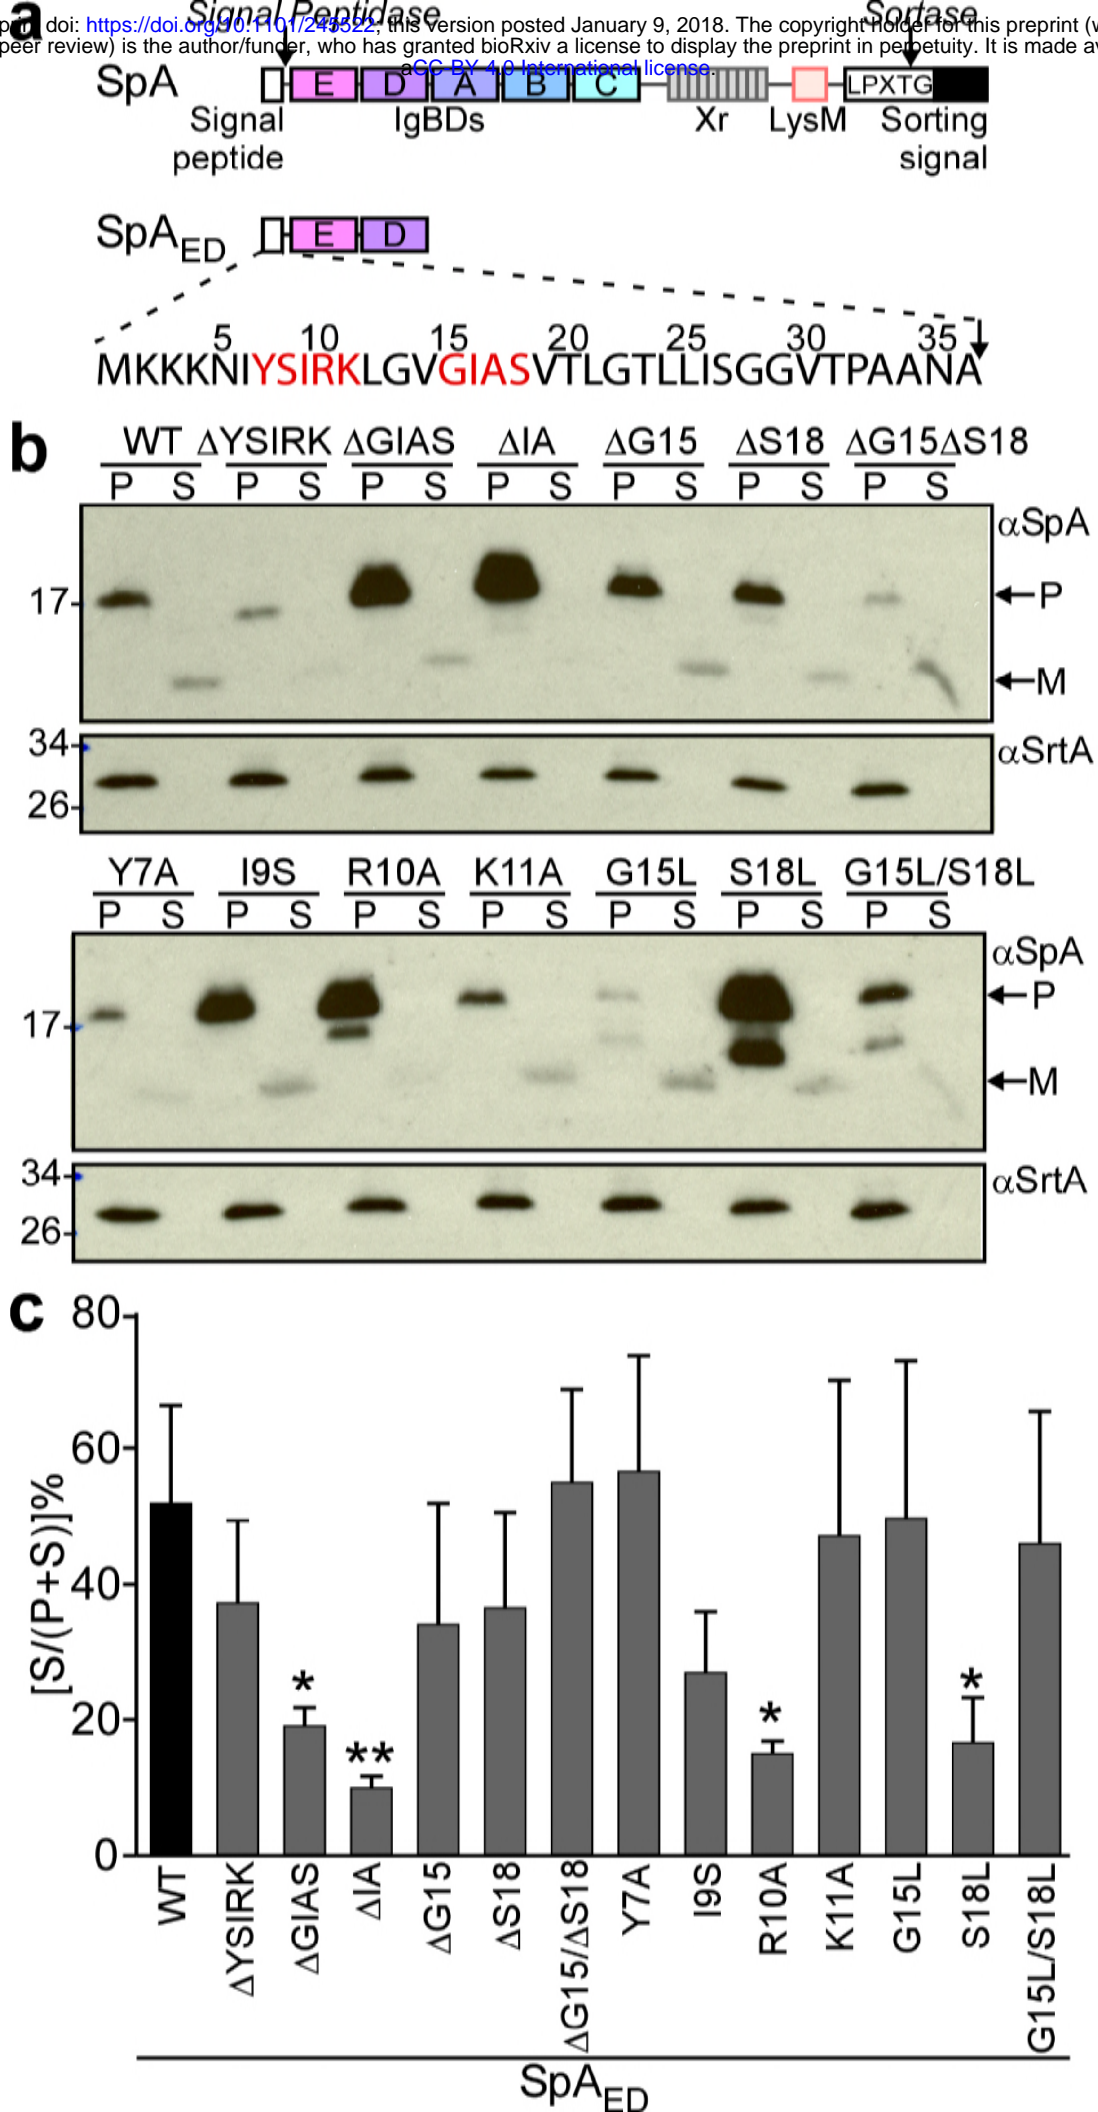 a
Signal Peptidase
Sortase
doi: https://doi.org/10.1101/245522; this version posted January 9, 2018. The copyright holder for this preprint (w
peer review) is the author/funder, who has granted bioRxiv a license to display the preprint in perpetuity. It is made av
aCC-BY 4.0 International license.
SpA E D A B C LPXTG
Signal peptide IgBDs Xr LysM Sorting signal
SpAED E D
5 10 15 20 25 30 35
MKKKNIYSIRKLGVGIASVTLGTLLISGGVTPAANA
b
WT ΔYSIRK ΔGIAS ΔIA ΔG15 ΔS18 ΔG15ΔS18
P S P S P S P S P S P S P S
αSpA
17 P
M
34 αSrtA
26
Y7A I9S R10A K11A G15L S18L G15L/S18L
P S P S P S P S P S P S P S
αSpA
P
17
M
34 αSrtA
26
c
80
60
40
20
0
[S/(P+S)]%
* ** * *
WT ΔYSIRK ΔGIAS ΔIA ΔG15 ΔS18 ΔG15/ΔS18 Y7A I9S R10A K11A G15L S18L G15L/S18L
SpAED